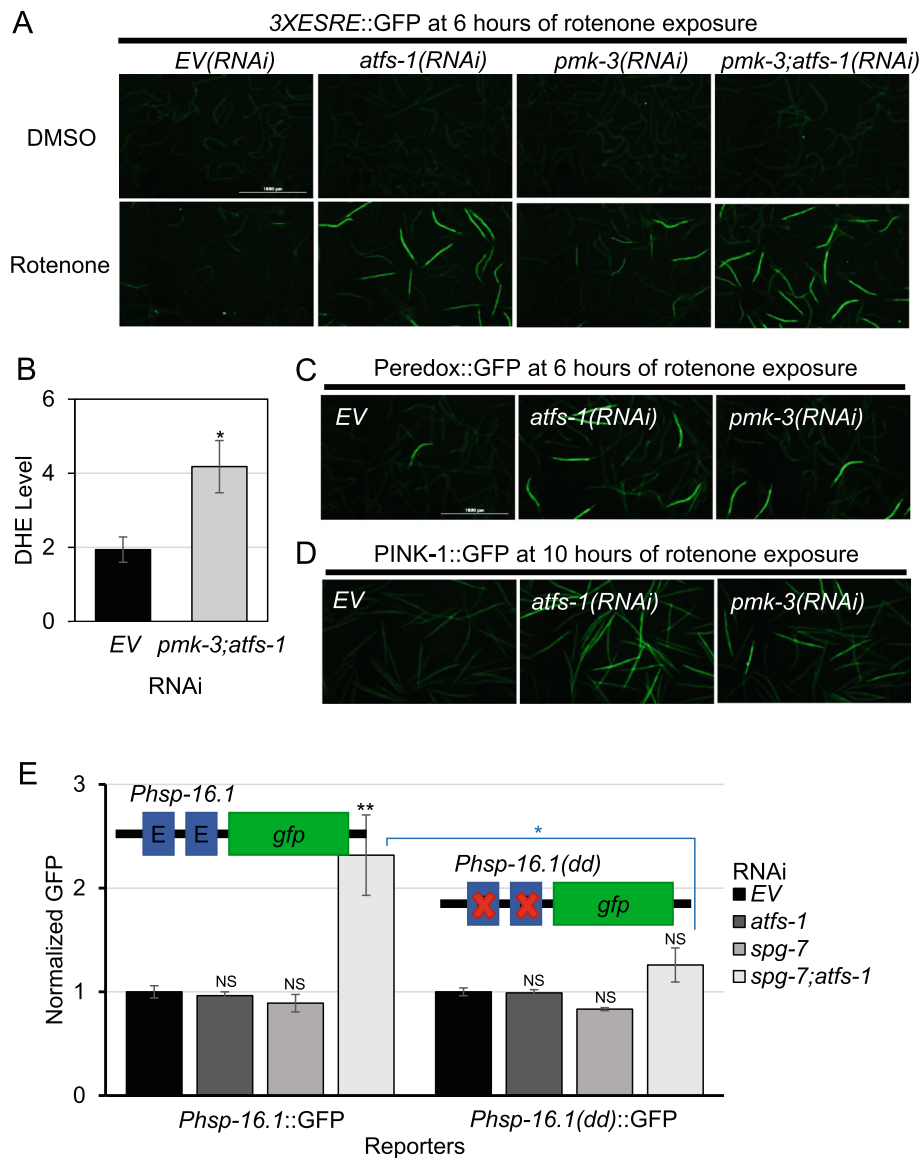 A
3XESRE::GFP at 6 hours of rotenone exposure
EV(RNAi) atfs-1(RNAi) pmk-3(RNAi) pmk-3;atfs-1(RNAi)
DMSO
1000 µm
Rotenone
B
6
4
2
0
DHE Level
*
EV pmk-3;atfs-1
RNAi
C
Peredox::GFP at 6 hours of rotenone exposure
EV atfs-1(RNAi) pmk-3(RNAi)
1000 µm
D
PINK-1::GFP at 10 hours of rotenone exposure
EV atfs-1(RNAi) pmk-3(RNAi)
E
3
2
1
0
Normalized GFP
Phsp-16.1
E E gfp
**
*
Phsp-16.1(dd)
gfp
NS NS
NS NS NS
RNAi
EV
atfs-1
spg-7
spg-7;atfs-1
Phsp-16.1::GFP Phsp-16.1(dd)::GFP
Reporters